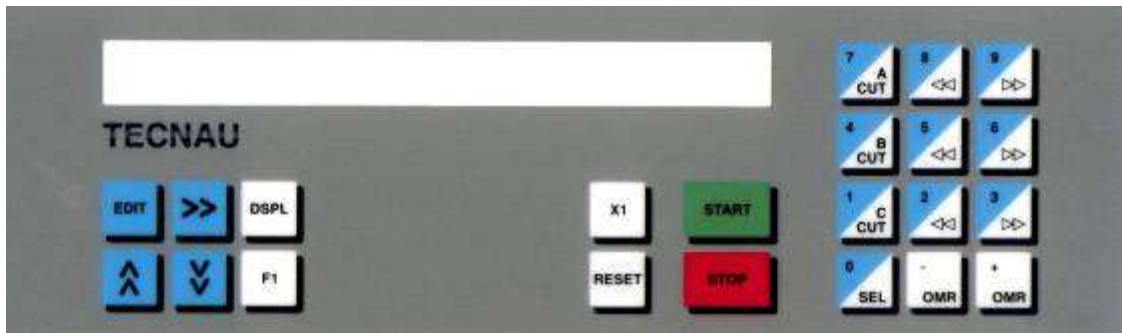 7 A CUT
8 ◁◁
9 ▷▷
TECNAU
4 B CUT
5 ◁◁
6 ▷▷
EDIT >> DSPL
X1 START
1 C CUT
2 ◁◁
3 ▷▷
F1
RESET STOP
0 SEL
- OMR
+ OMR